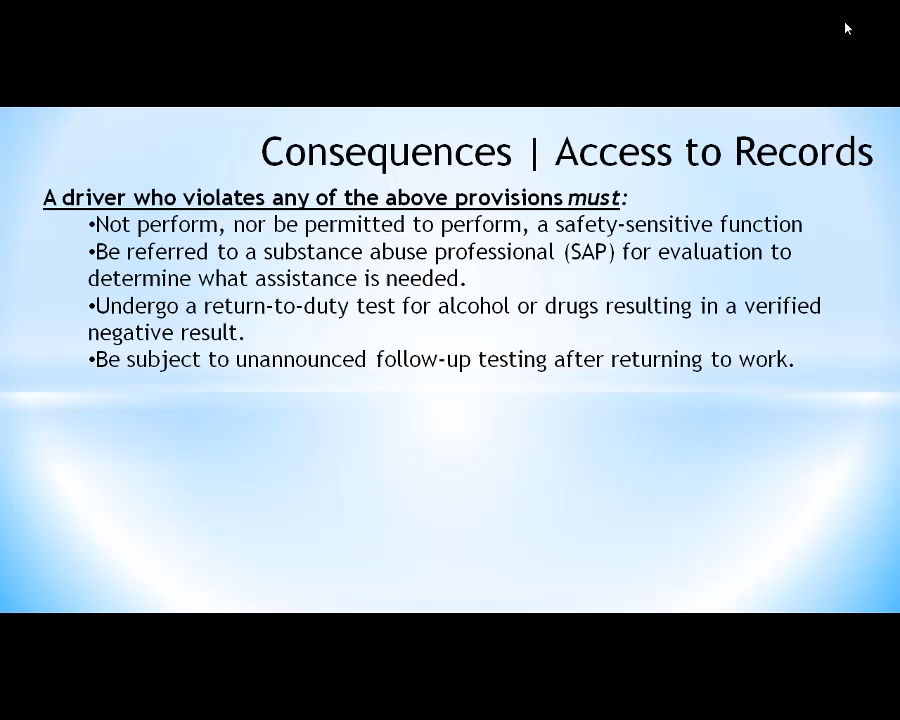 Consequences | Access to Records
A driver who violates any of the above provisions must:
•Not perform, nor be permitted to perform, a safety-sensitive function
•Be referred to a substance abuse professional (SAP) for evaluation to
determine what assistance is needed.
•Undergo a return-to-duty test for alcohol or drugs resulting in a verified
negative result.
•Be subject to unannounced follow-up testing after returning to work.